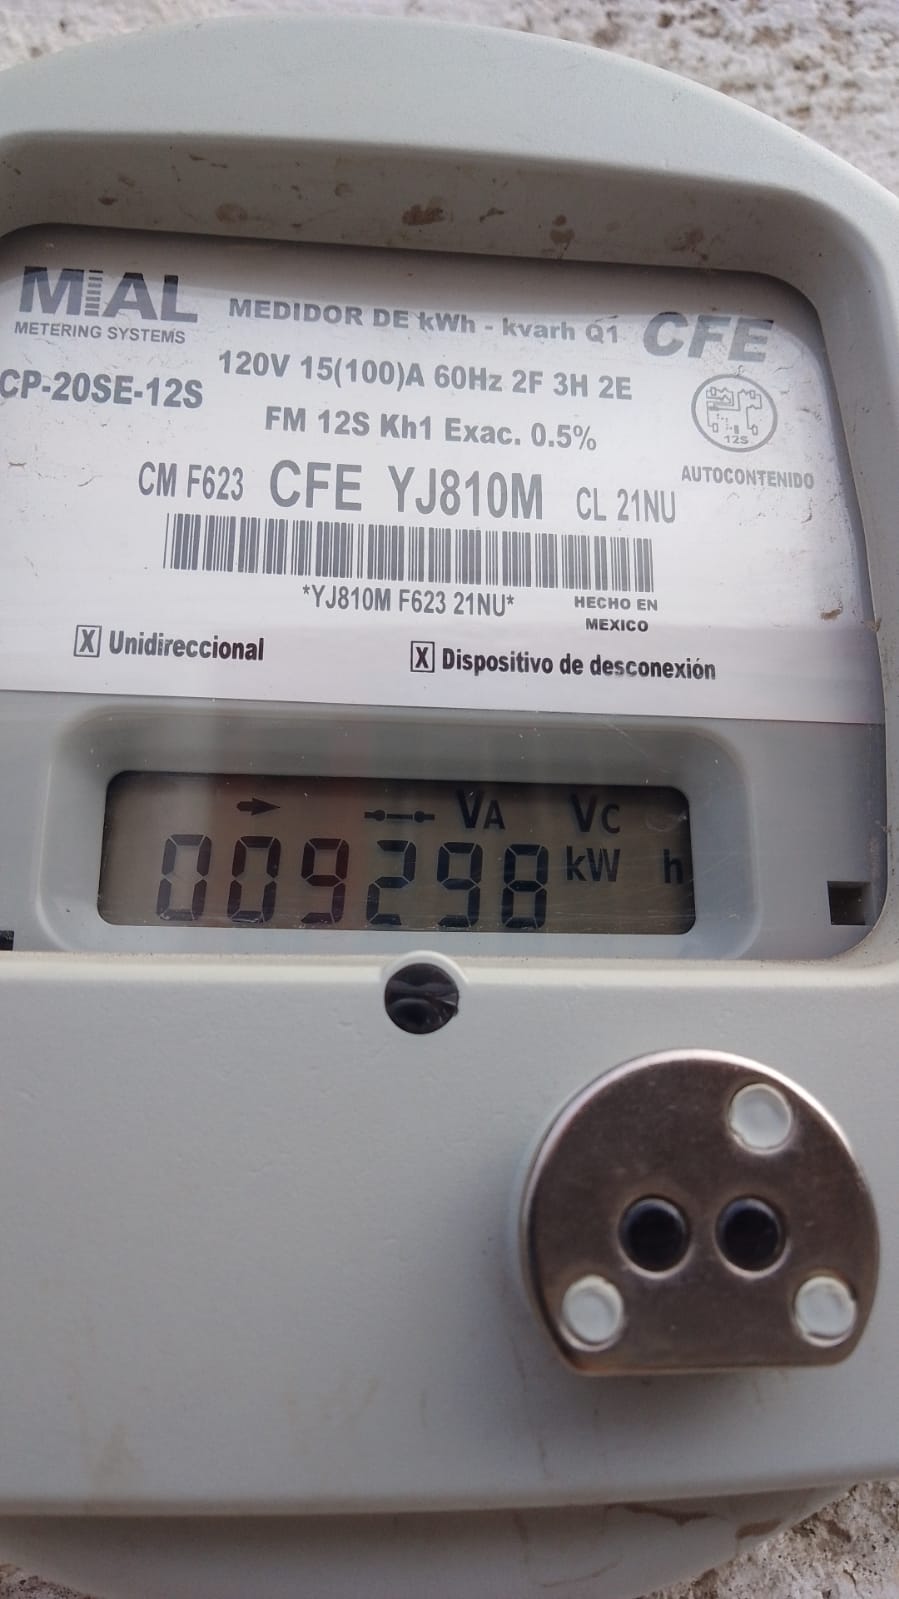 MIAL
METERING SYSTEMS
MEDIDOR DE kWh - kvarh Q1
CFE
CP-20SE-12S
120V 15(100)A 60Hz 2F 3H 2E
FM 12S Kh1 Exac. 0.5%
12S
AUTOCONTENIDO
CM F623 CFE YJ810M CL 21NU
*YJ810M F623 21NU*
HECHO EN
MEXICO
X Unidireccional
X Dispositivo de desconexión
VA VC
009298 kW h